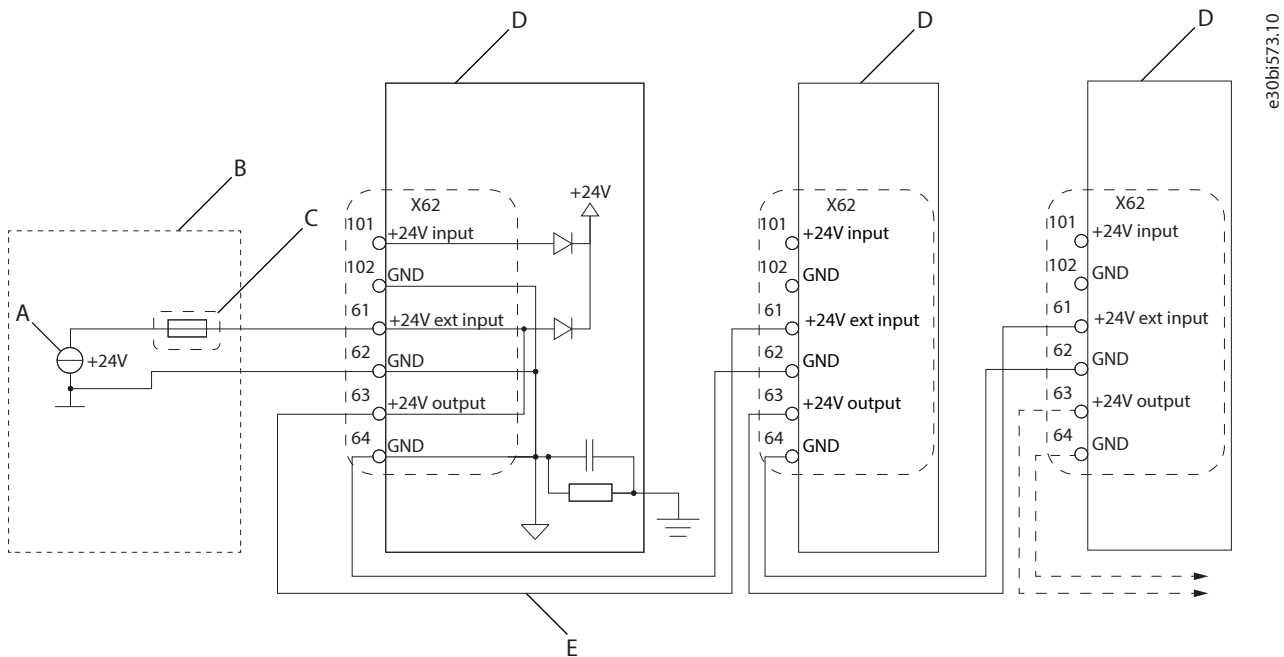 D
D
D
e30bi573.10
B
C
A
+24V
+24V
X62
101
+24V input
102
GND
61
+24V ext input
62
GND
63
+24V output
64
GND
X62
101
+24V input
102
GND
61
+24V ext input
62
GND
63
+24V output
64
GND
X62
101
+24V input
102
GND
61
+24V ext input
62
GND
63
+24V output
64
GND
E